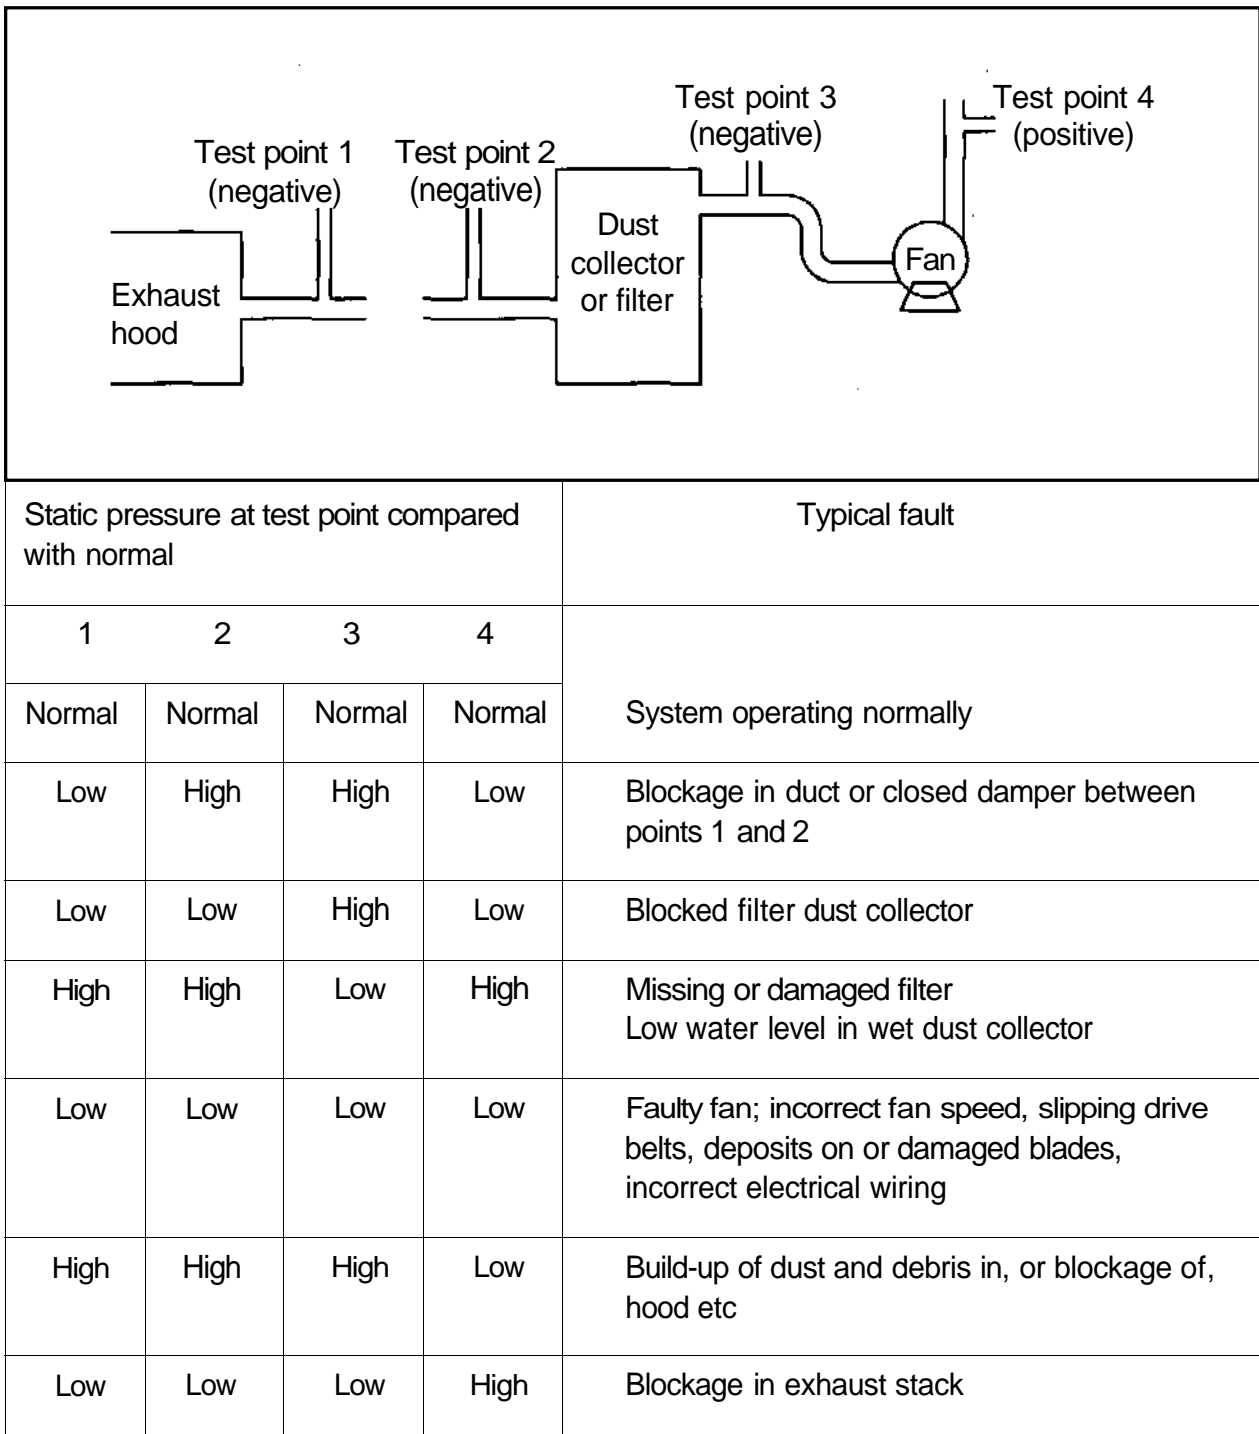 Test point 3
(negative)
Test point 4
(positive)
Test point 1
(negative)
Test point 2
(negative)
Dust
collector
or filter
Fan
Exhaust
hood
Static pressure at test point compared
with normal
Typical fault
1 2 3 4
Normal Normal Normal Normal System operating normally
Low High High Low Blockage in duct or closed damper between
points 1 and 2
Low Low High Low Blocked filter dust collector
High High Low High Missing or damaged filter
Low water level in wet dust collector
Low Low Low Low Faulty fan; incorrect fan speed, slipping drive
belts, deposits on or damaged blades,
incorrect electrical wiring
High High High Low Build-up of dust and debris in, or blockage of,
hood etc
Low Low Low High Blockage in exhaust stack